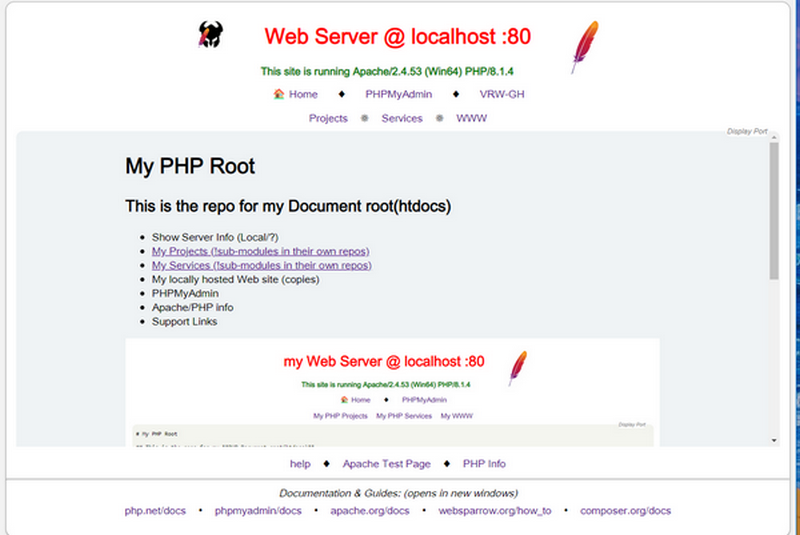 Web Server @ localhost :80
This site is running Apache/2.4.53 (Win64) PHP/8.1.4
Home ♦ PHPMyAdmin ♦ VRW-GH
Projects Services WWW
Display Port
My PHP Root
This is the repo for my Document root(htdocs)
• Show Server Info (Local/?)
• My Projects (!sub-modules in their own repos)
• My Services (!sub-modules in their own repos)
• My locally hosted Web site (copies)
• PHPMyAdmin
• Apache/PHP info
• Support Links
my Web Server @ localhost :80
This site is running Apache/2.4.53 (Win64) PHP/8.1.4
Home ♦ PHPMyAdmin
My PHP Projects My PHP Services My WWW
Display Port
# My PHP Root
help ♦ Apache Test Page ♦ PHP Info
Documentation & Guides: (opens in new windows)
php.net/docs • phpmyadmin/docs • apache.org/docs • websparrow.org/how_to • composer.org/docs